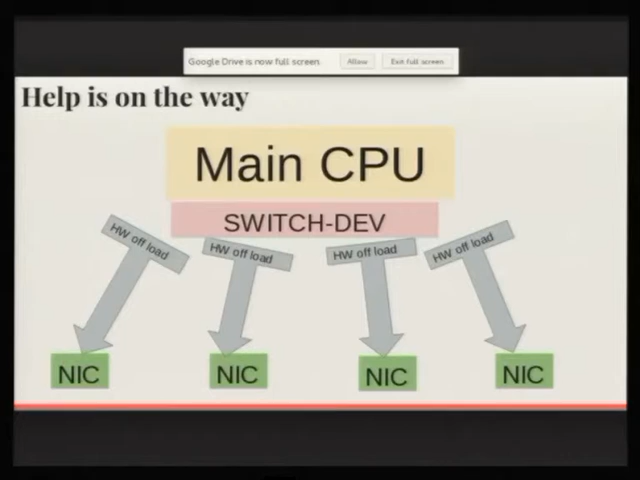 Google Drive is now full screen. Allow Exit full screen
Help is on the way
Main CPU
SWITCH-DEV
HW off load HW off load HW off load HW off load
NIC NIC NIC NIC